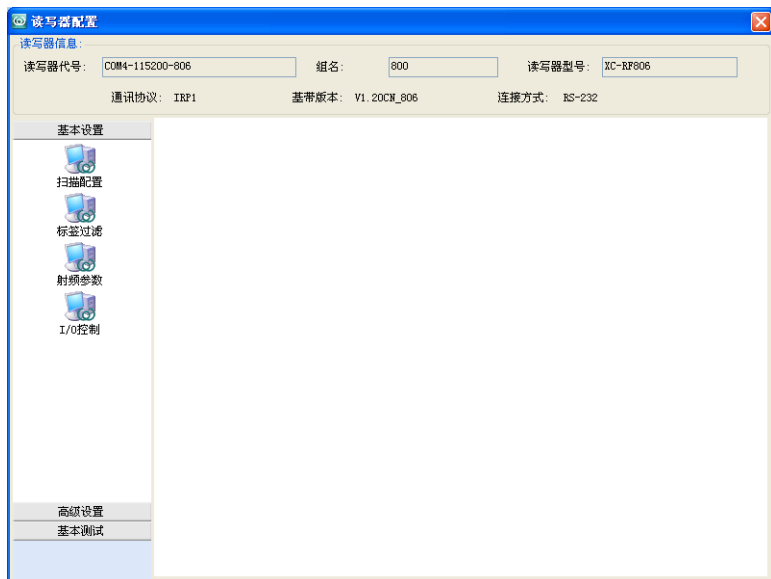 读写器配置
读写器信息:
读写器代号: COM4-115200-806 组名: 800 读写器型号: XC-RF806
通讯协议: IRP1 基带版本: V1.20CN_806 连接方式: RS-232
基本设置
扫描配置
标签过滤
射频参数
I/O控制
高级设置
基本测试